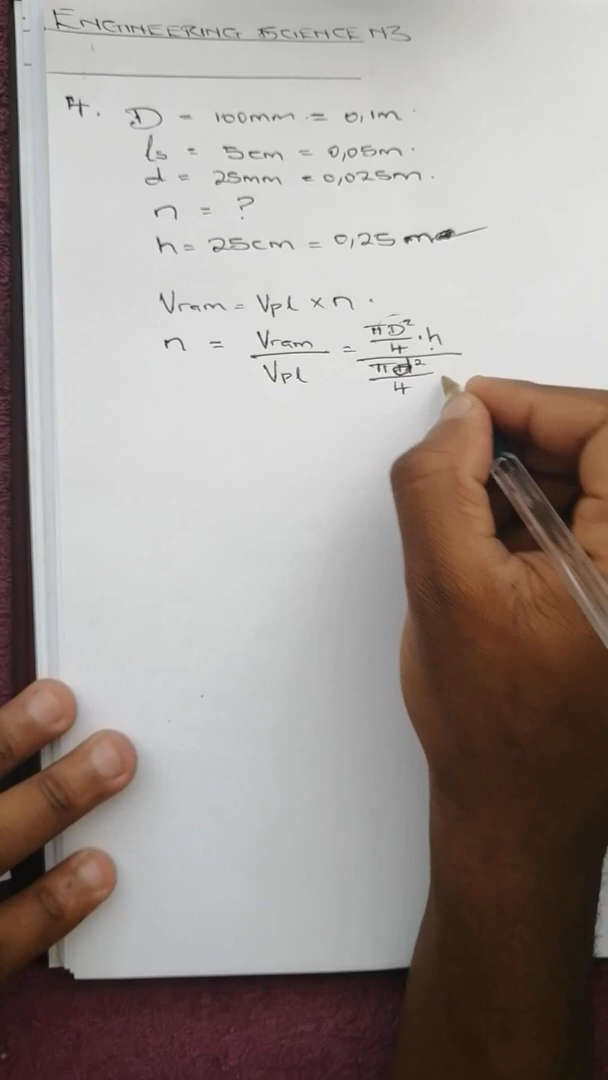 ENGINEERING SCIENCE N3
4. D = 100mm = 0,1m.
ls = 5cm = 0,05m.
d = 25mm = 0,025m.
n = ?
h = 25cm = 0,25 m
Vram = Vpl × n.
n = Vram / Vpl = πD²/4 · h / πd²/4